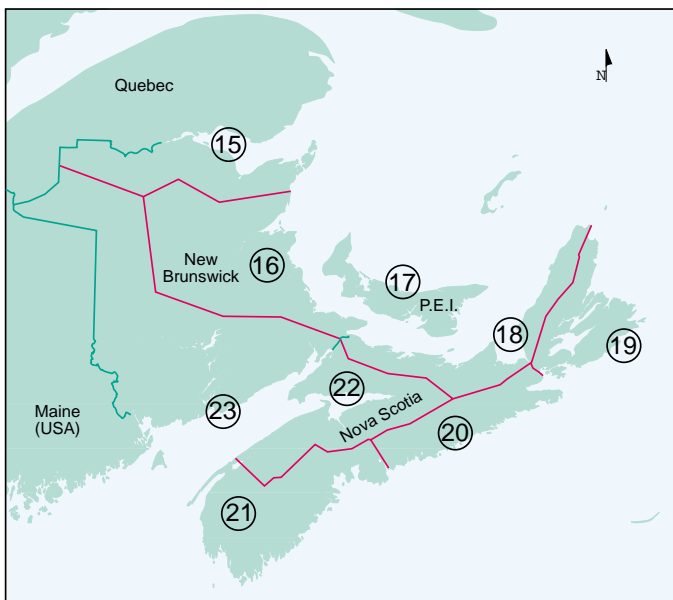 N
Quebec
15
New
Brunswick
16
17
P.E.I.
18
19
22
Maine
(USA)
23
Nova Scotia
20
21